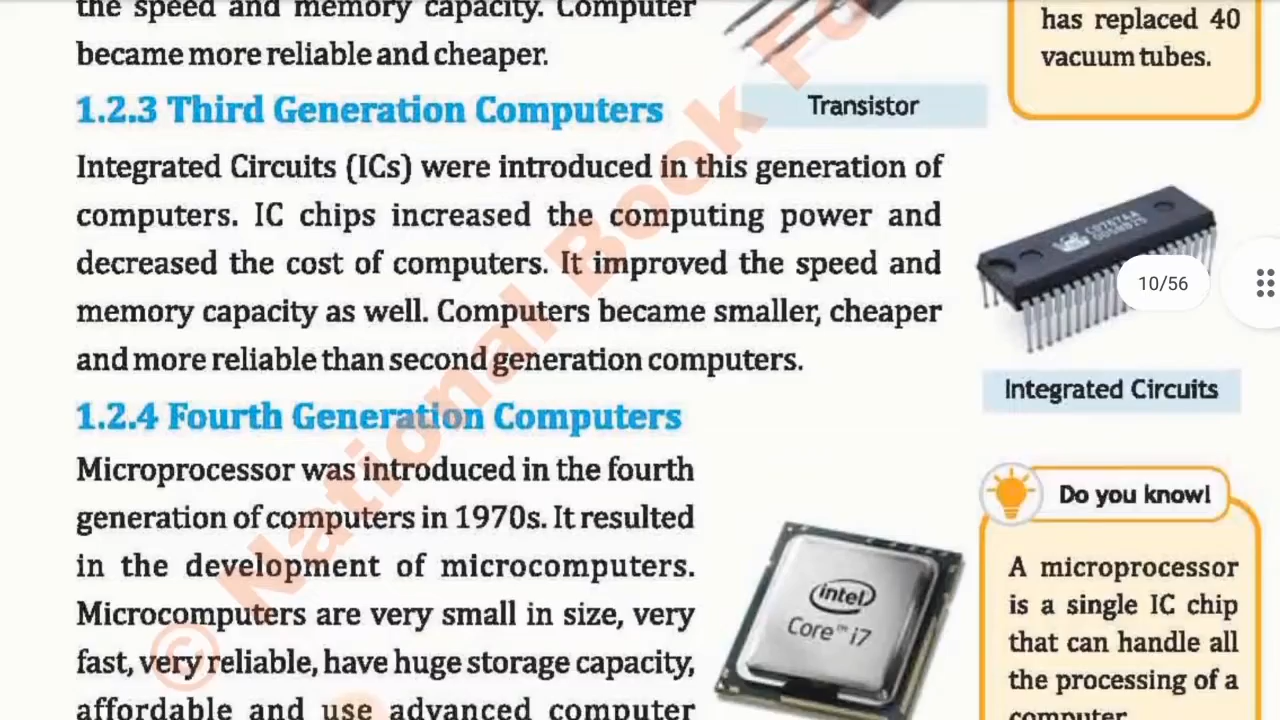 the speed and memory capacity. Computer
became more reliable and cheaper.
Transistor
has replaced 40
vacuum tubes.
1.2.3 Third Generation Computers
Integrated Circuits (ICs) were introduced in this generation of
computers. IC chips increased the computing power and
decreased the cost of computers. It improved the speed and
memory capacity as well. Computers became smaller, cheaper
and more reliable than second generation computers.
10/56
Integrated Circuits
1.2.4 Fourth Generation Computers
Microprocessor was introduced in the fourth
generation of computers in 1970s. It resulted
in the development of microcomputers.
Microcomputers are very small in size, very
fast, very reliable, have huge storage capacity,
affordable and use advanced computer
intel
Core™ i7
Do you know!
A microprocessor
is a single IC chip
that can handle all
the processing of a
computer
© National Book Fo